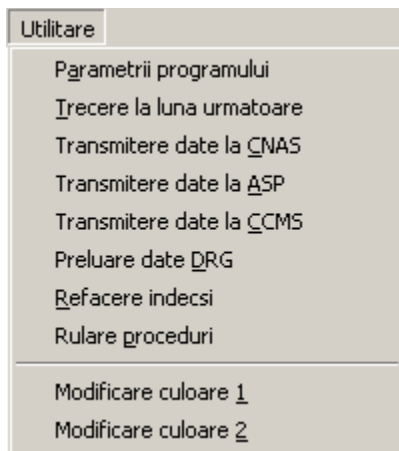 Utilitare
Parametrii programului
Trecere la luna urmatoare
Transmitere date la CNAS
Transmitere date la ASP
Transmitere date la CCMS
Preluare date DRG
Refacere indecsi
Rulare proceduri
Modificare culoare 1
Modificare culoare 2